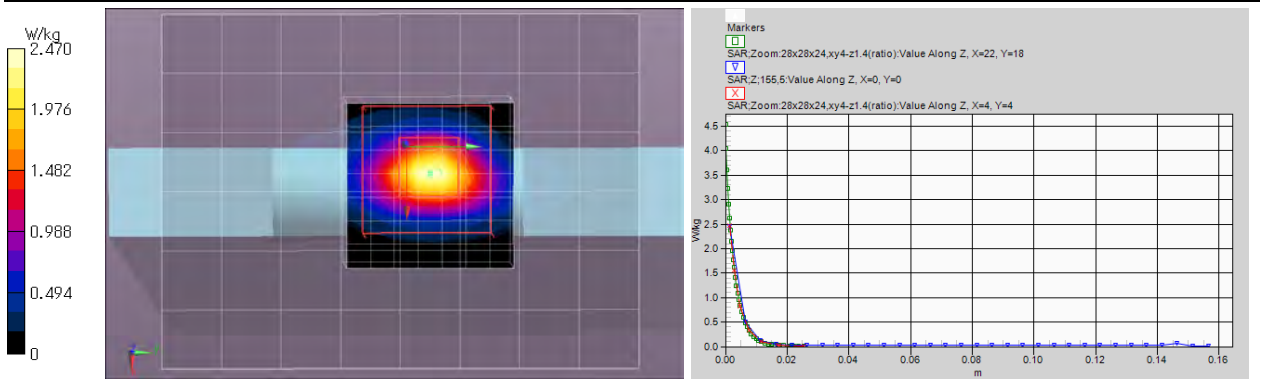 W/kg
2.470
1.976
1.482
0.988
0.494
0
Markers
SAR;Zoom:28x28x24,xy4-z1.4(ratio):Value Along Z, X=22, Y=18
SAR;Z;155,5:Value Along Z, X=0, Y=0
SAR;Zoom:28x28x24,xy4-z1.4(ratio):Value Along Z, X=4, Y=4
4.5
4.0
3.5
3.0
2.5
2.0
1.5
1.0
0.5
0.0
W/kg
0.00 0.02 0.04 0.06 0.08 0.10 0.12 0.14 0.16
m